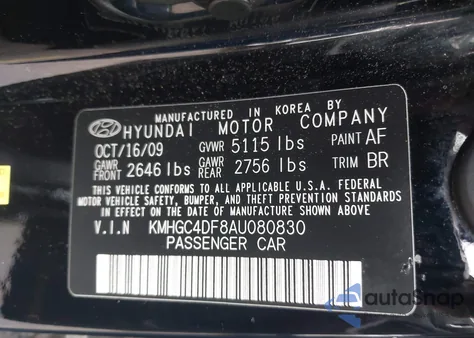 MANUFACTURED IN KOREA BY
HYUNDAI MOTOR COMPANY
OCT/16/09 GVWR 5115 lbs PAINT AF
GAWR FRONT 2646 lbs GAWR REAR 2756 lbs TRIM BR
THIS VEHICLE CONFORMS TO ALL APPLICABLE U.S.A. FEDERAL
MOTOR VEHICLE SAFETY, BUMPER, AND THEFT PREVENTION STANDARDS
IN EFFECT ON THE DATE OF MANUFACTURE SHOWN ABOVE.
V.I.N KMHGC4DF8AU080830
PASSENGER CAR
autoSnap